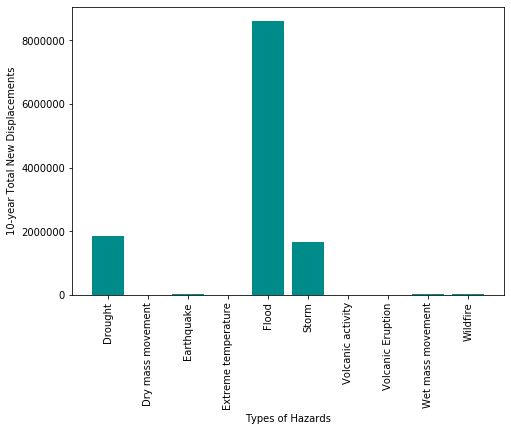 10-year Total New Displacements
8000000
6000000
4000000
2000000
0
Drought
Dry mass movement
Earthquake
Extreme temperature
Flood
Storm
Volcanic activity
Volcanic Eruption
Wet mass movement
Wildfire
Types of Hazards